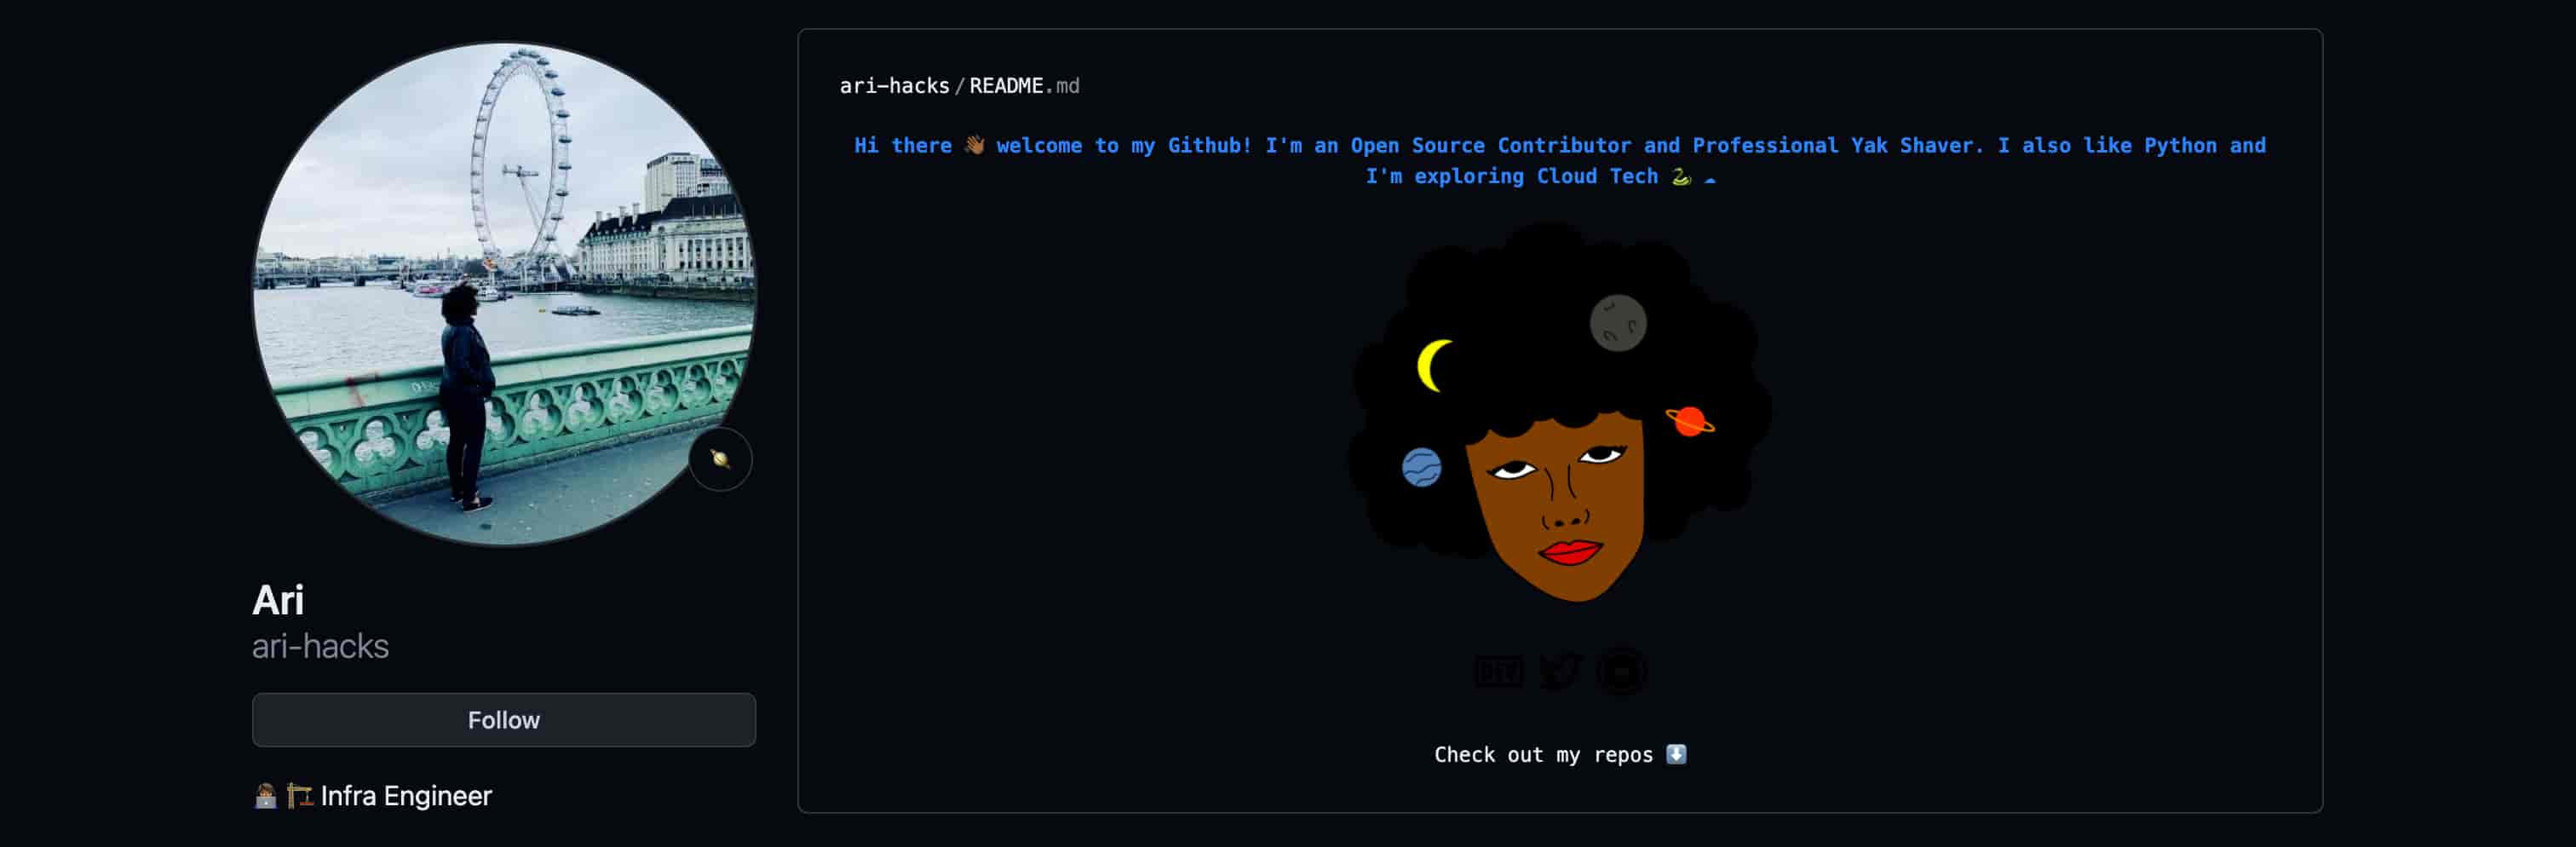 Ari
ari-hacks
Follow
👩🏽‍💻 🏗️ Infra Engineer
ari-hacks/README.md
Hi there 👋🏾 welcome to my Github! I'm an Open Source Contributor and Professional Yak Shaver. I also like Python and
I'm exploring Cloud Tech 🐍 ☁
DEV
Check out my repos ⬇️